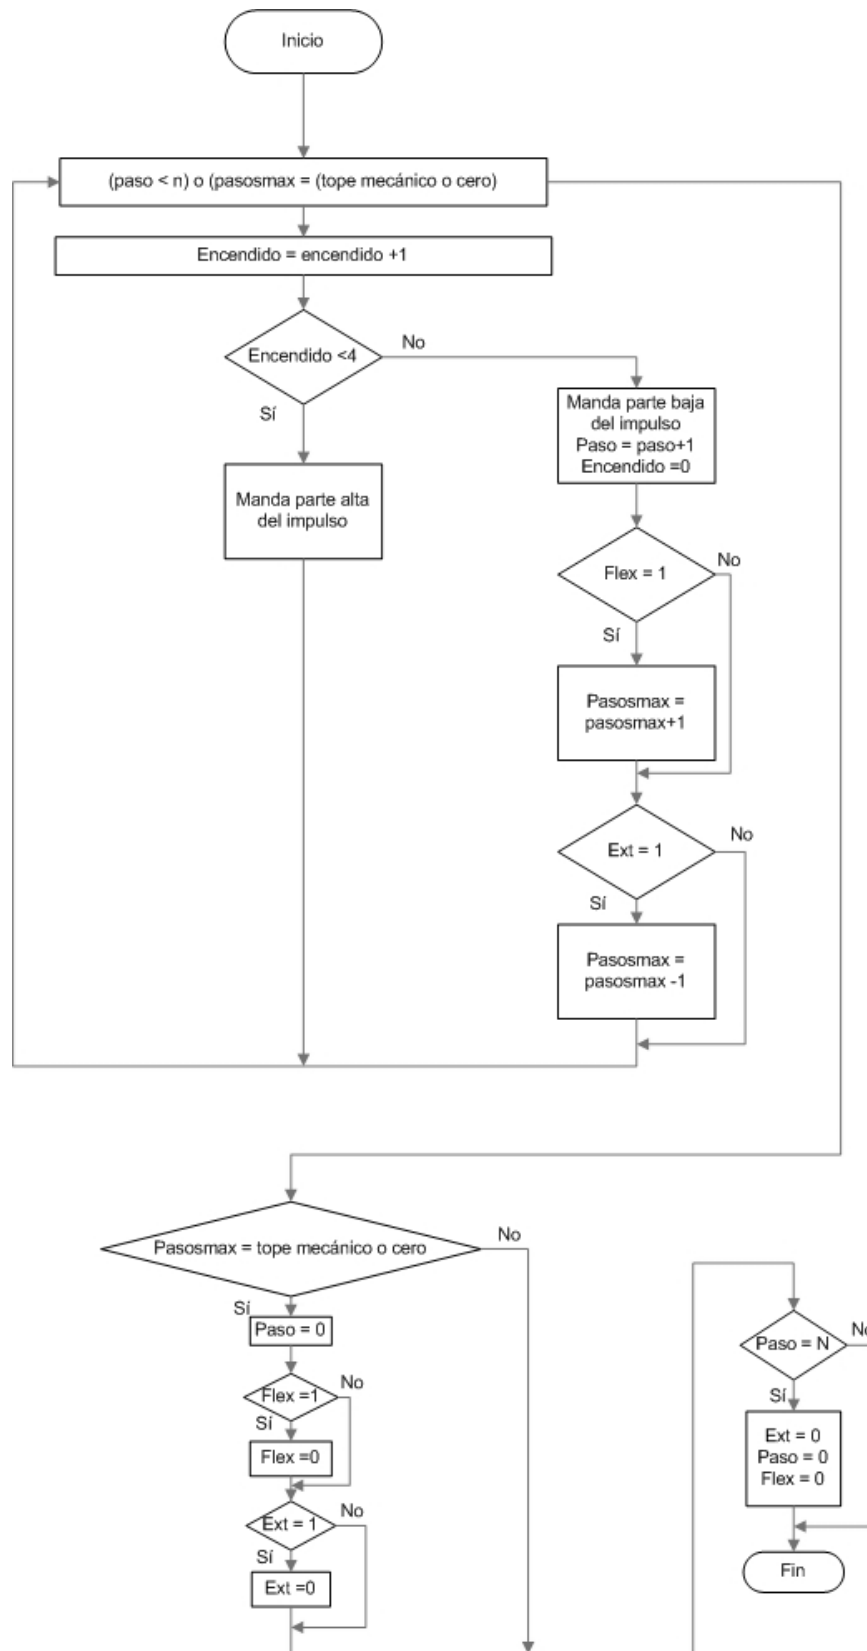 Inicio
(paso < n) o (pasosmax = (tope mecánico o cero)
Encendido = encendido +1
Encendido <4
No
Sí
Manda parte alta
del impulso
Manda parte baja
del impulso
Paso = paso+1
Encendido =0
Flex = 1
No
Sí
Pasosmax =
pasosmax+1
Ext = 1
No
Sí
Pasosmax =
pasosmax -1
Pasosmax = tope mecánico o cero
No
Sí
Paso = 0
Flex =1
No
Sí
Flex =0
Ext = 1
No
Sí
Ext =0
Paso = N
No
Sí
Ext = 0
Paso = 0
Flex = 0
Fin